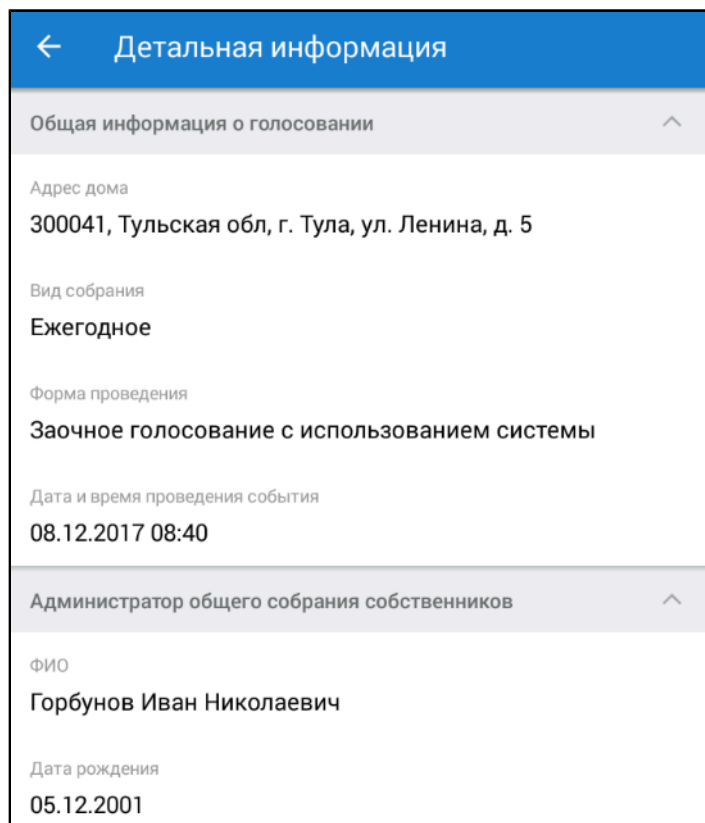 Детальная информация
Общая информация о голосовании
Адрес дома
300041, Тульская обл, г. Тула, ул. Ленина, д. 5
Вид собрания
Ежегодное
Форма проведения
Заочное голосование с использованием системы
Дата и время проведения события
08.12.2017 08:40
Администратор общего собрания собственников
ФИО
Горбунов Иван Николаевич
Дата рождения
05.12.2001